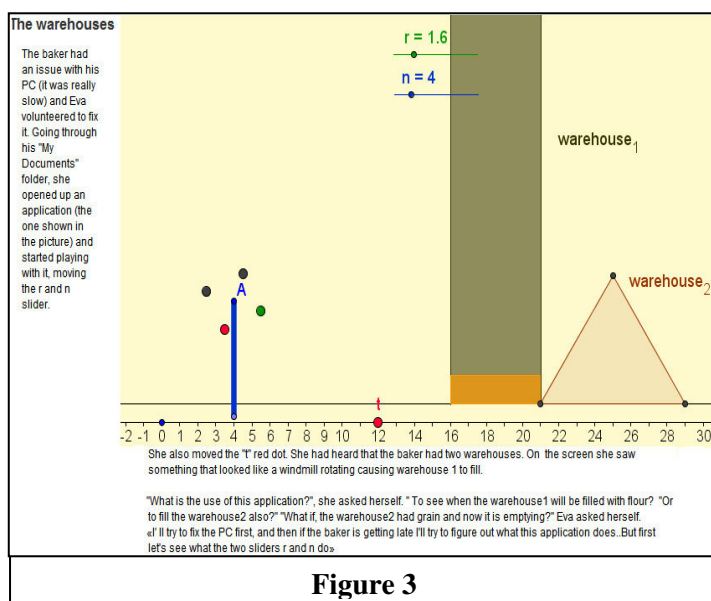 The warehouses
The baker had
an issue with his
PC (it was really
slow) and Eva
volunteered to fix
it. Going through
his "My
Documents"
folder, she
opened up an
application (the
one shown in
the picture) and
started playing
with it, moving
the r and n
slider.
r = 1.6
n = 4
warehouse1
A
warehouse2
t
-2 -1 0 1 2 3 4 5 6 7 8 9 10 12 14 16 18 20 22 24 26 28 30
She also moved the "t" red dot. She had heard that the baker had two warehouses. On the screen she saw
something that looked like a windmill rotating causing warehouse 1 to fill.
"What is the use of this application?", she asked herself. " To see when the warehouse1 will be filled with flour? "Or
to fill the warehouse2 also?" "What if, the warehouse2 had grain and now it is emptying?" Eva asked herself.
«I' ll try to fix the PC first, and then if the baker is getting late I'll try to figure out what this application does..But first
let's see what the two sliders r and n do»
Figure 3